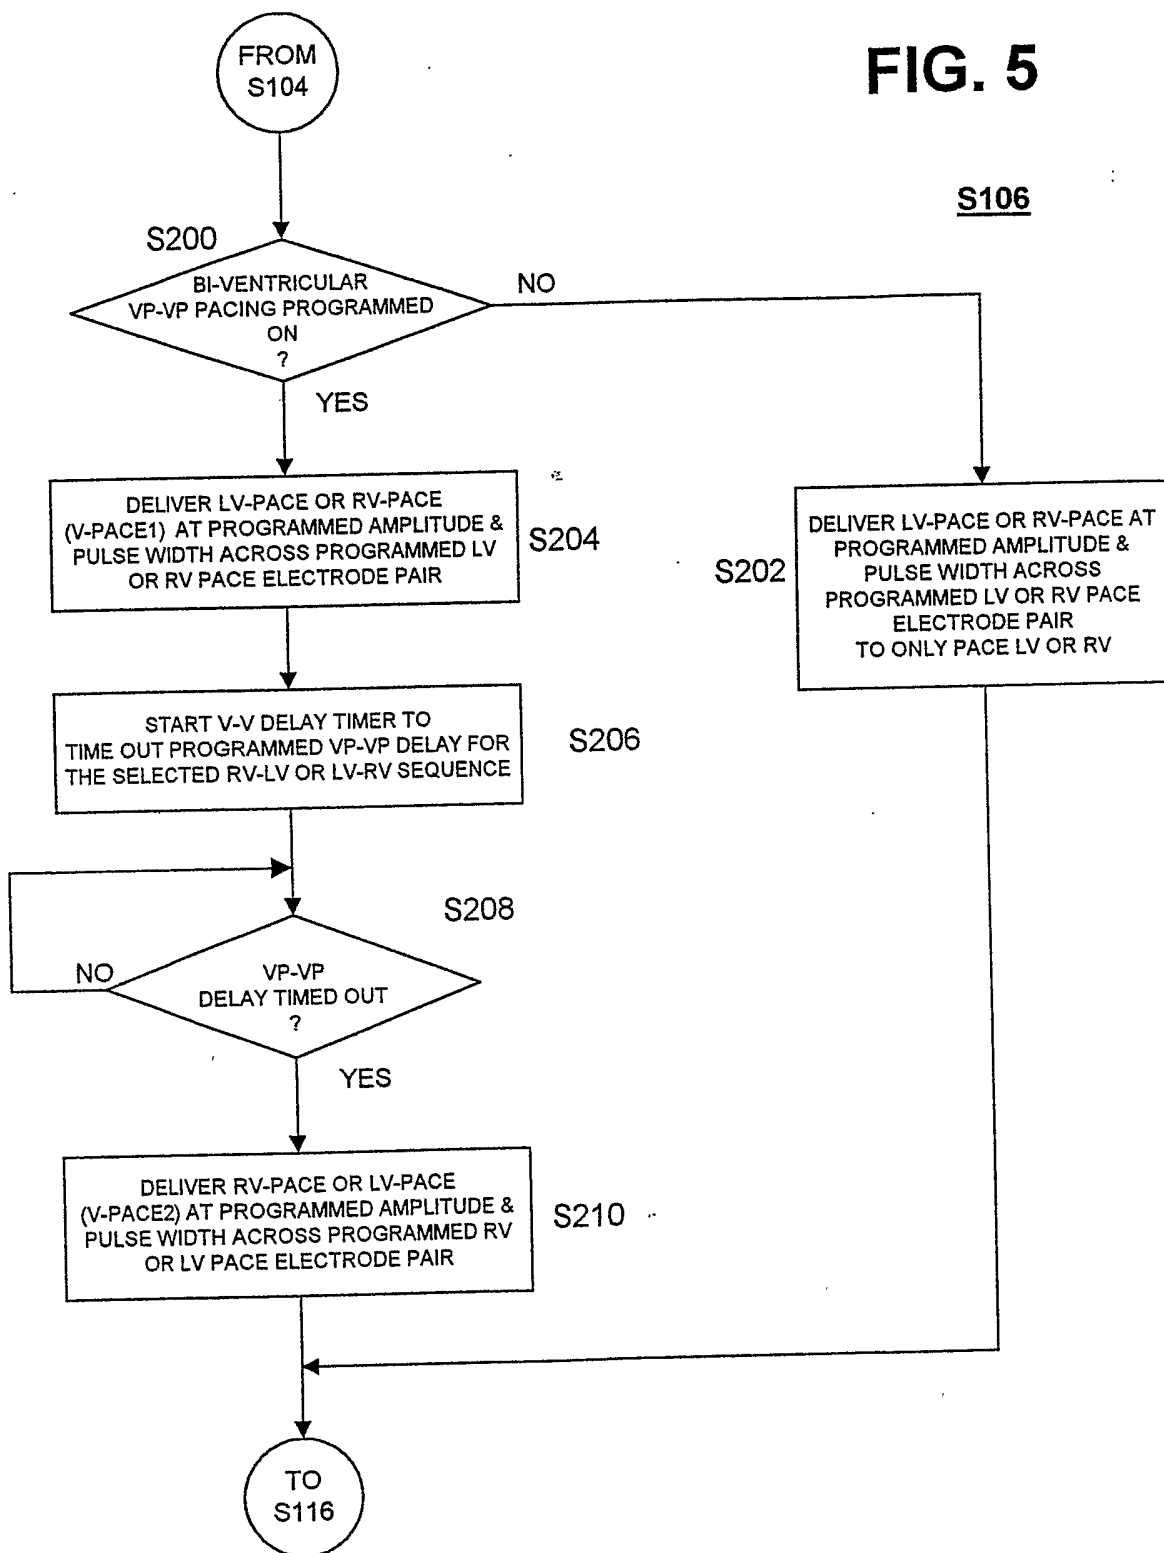 FROM
S104
FIG. 5
S106
S200
BI-VENTRICULAR
VP-VP PACING PROGRAMMED
ON
?
NO
YES
DELIVER LV-PACE OR RV-PACE
(V-PACE1) AT PROGRAMMED AMPLITUDE &
PULSE WIDTH ACROSS PROGRAMMED LV
OR RV PACE ELECTRODE PAIR
S204
S202
DELIVER LV-PACE OR RV-PACE AT
PROGRAMMED AMPLITUDE &
PULSE WIDTH ACROSS
PROGRAMMED LV OR RV PACE
ELECTRODE PAIR
TO ONLY PACE LV OR RV
START V-V DELAY TIMER TO
TIME OUT PROGRAMMED VP-VP DELAY FOR
THE SELECTED RV-LV OR LV-RV SEQUENCE
S206
S208
NO
VP-VP
DELAY TIMED OUT
?
YES
DELIVER RV-PACE OR LV-PACE
(V-PACE2) AT PROGRAMMED AMPLITUDE &
PULSE WIDTH ACROSS PROGRAMMED RV
OR LV PACE ELECTRODE PAIR
S210
TO
S116